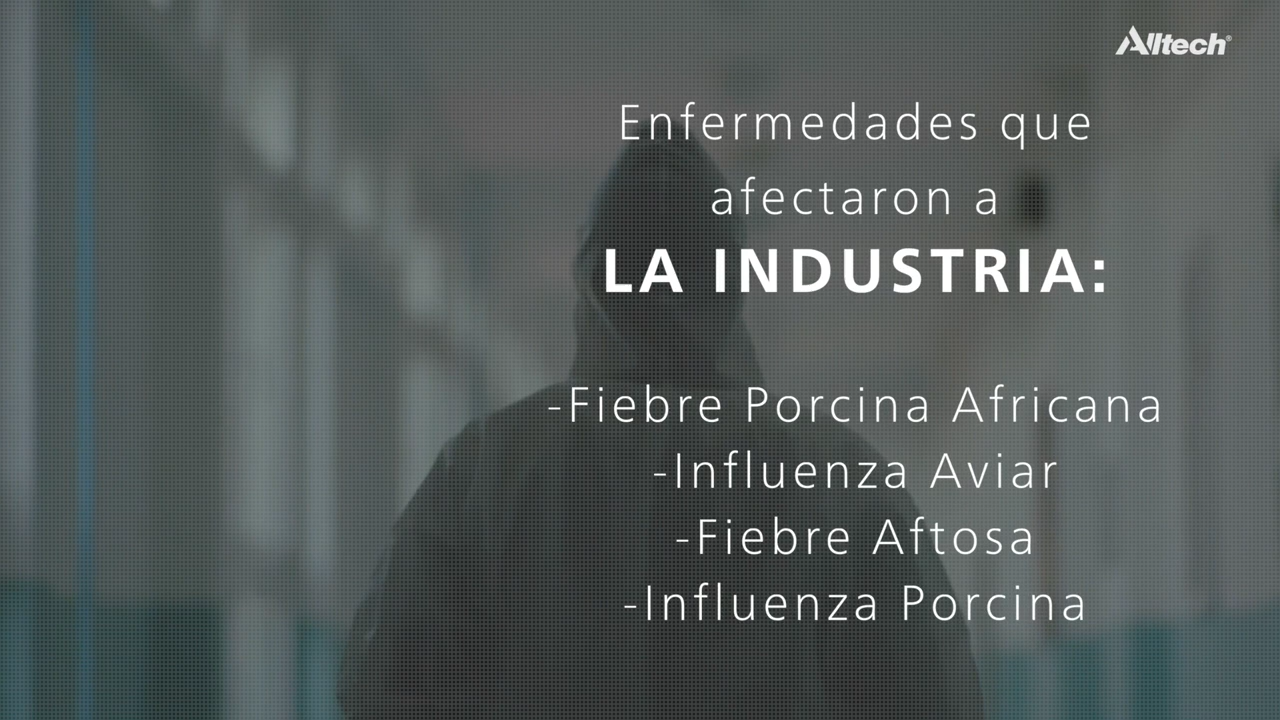 Alltech®
Enfermedades que
afectaron a
LA INDUSTRIA:
-Fiebre Porcina Africana
-Influenza Aviar
-Fiebre Aftosa
-Influenza Porcina